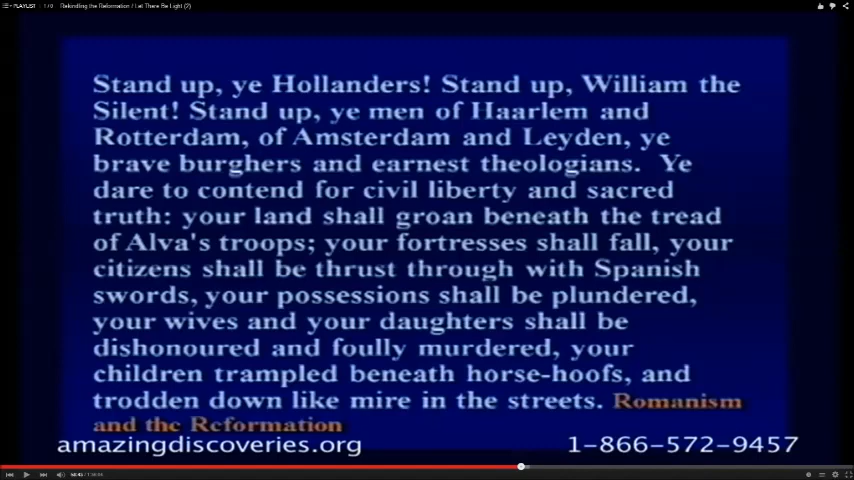 PLAYLIST 1/0 Rekindling the Reformation / Let There Be Light (2)
Stand up, ye Hollanders! Stand up, William the
Silent! Stand up, ye men of Haarlem and
Rotterdam, of Amsterdam and Leyden, ye
brave burghers and earnest theologians. Ye
dare to contend for civil liberty and sacred
truth: your land shall groan beneath the tread
of Alva's troops; your fortresses shall fall, your
citizens shall be thrust through with Spanish
swords, your possessions shall be plundered,
your wives and your daughters shall be
dishonoured and foully murdered, your
children trampled beneath horse-hoofs, and
trodden down like mire in the streets. Romanism
and the Reformation
amazingdiscoveries.org 1-866-572-9457